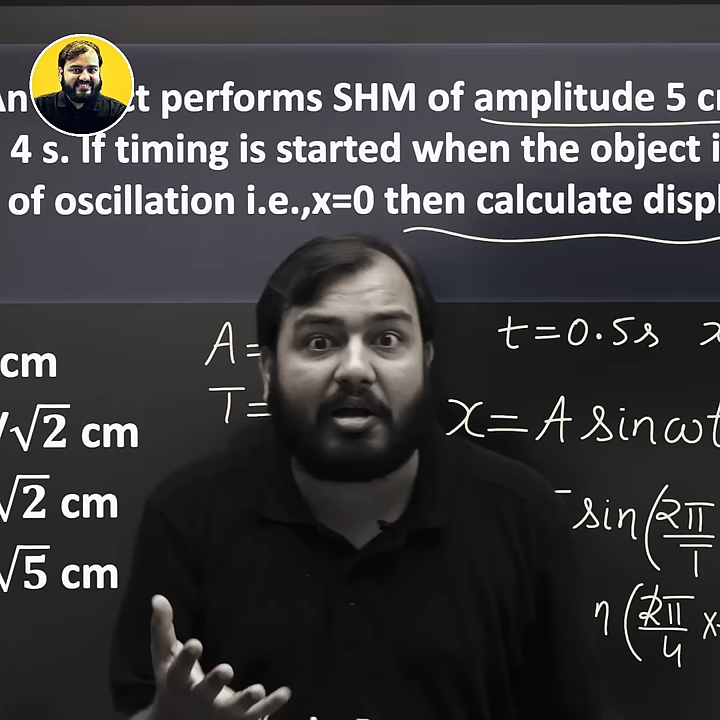 An performs SHM of amplitude 5 c
4 s. If timing is started when the object i
of oscillation i.e.,x=0 then calculate displ
A=
t=0.5s x
cm
T=
x=A sinωt
/√2 cm
√2 cm
sin(2π/T
√5 cm
n(2π/4 x